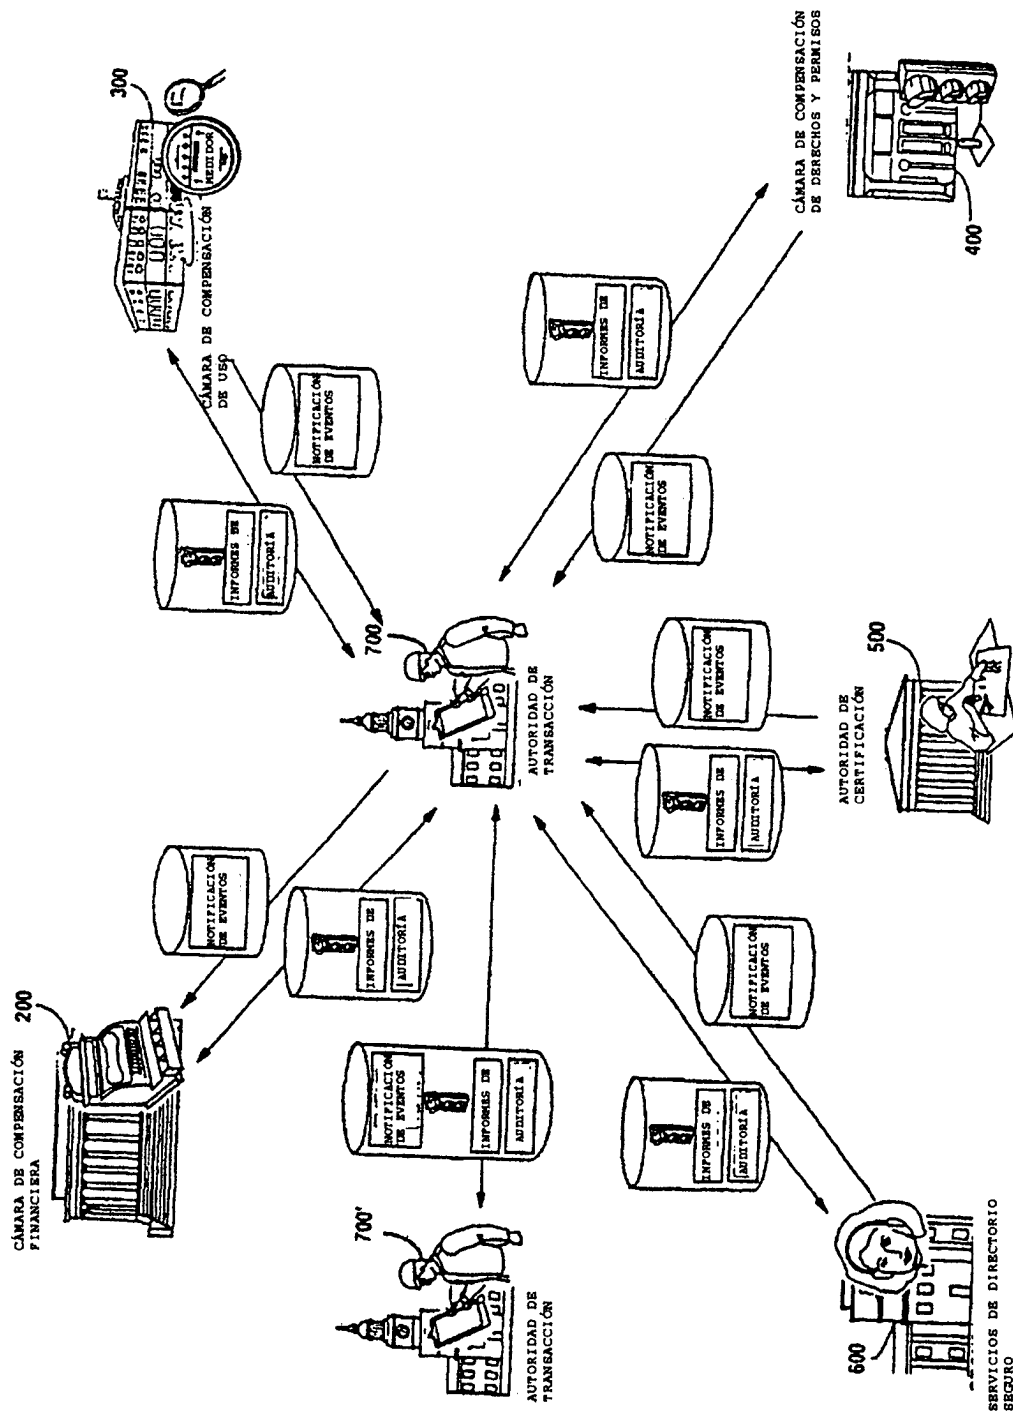 CÁMARA DE COMPENSACIÓN
FINANCIERA
200
NOTIFICACIÓN
DE EVENTOS
INFORMES DE
AUDITORÍA
INFORMES DE
AUDITORÍA
300
MEDIDOR
CÁMARA DE COMPENSACIÓN
DE USO
NOTIFICACIÓN
DE EVENTOS
700'
AUTORIDAD DE
TRANSACCIÓN
NOTIFICACIÓN
DE EVENTOS
INFORMES DE
AUDITORÍA
700
AUTORIDAD DE
TRANSACCIÓN
INFORMES DE
AUDITORÍA
NOTIFICACIÓN
DE EVENTOS
600
SERVICIOS DE DIRECTORIO
SEGURO
INFORMES DE
AUDITORÍA
NOTIFICACIÓN
DE EVENTOS
INFORMES DE
AUDITORÍA
NOTIFICACIÓN
DE EVENTOS
AUTORIDAD DE
CERTIFICACIÓN
500
CÁMARA DE COMPENSACIÓN
DE DERECHOS Y PERMISOS
400